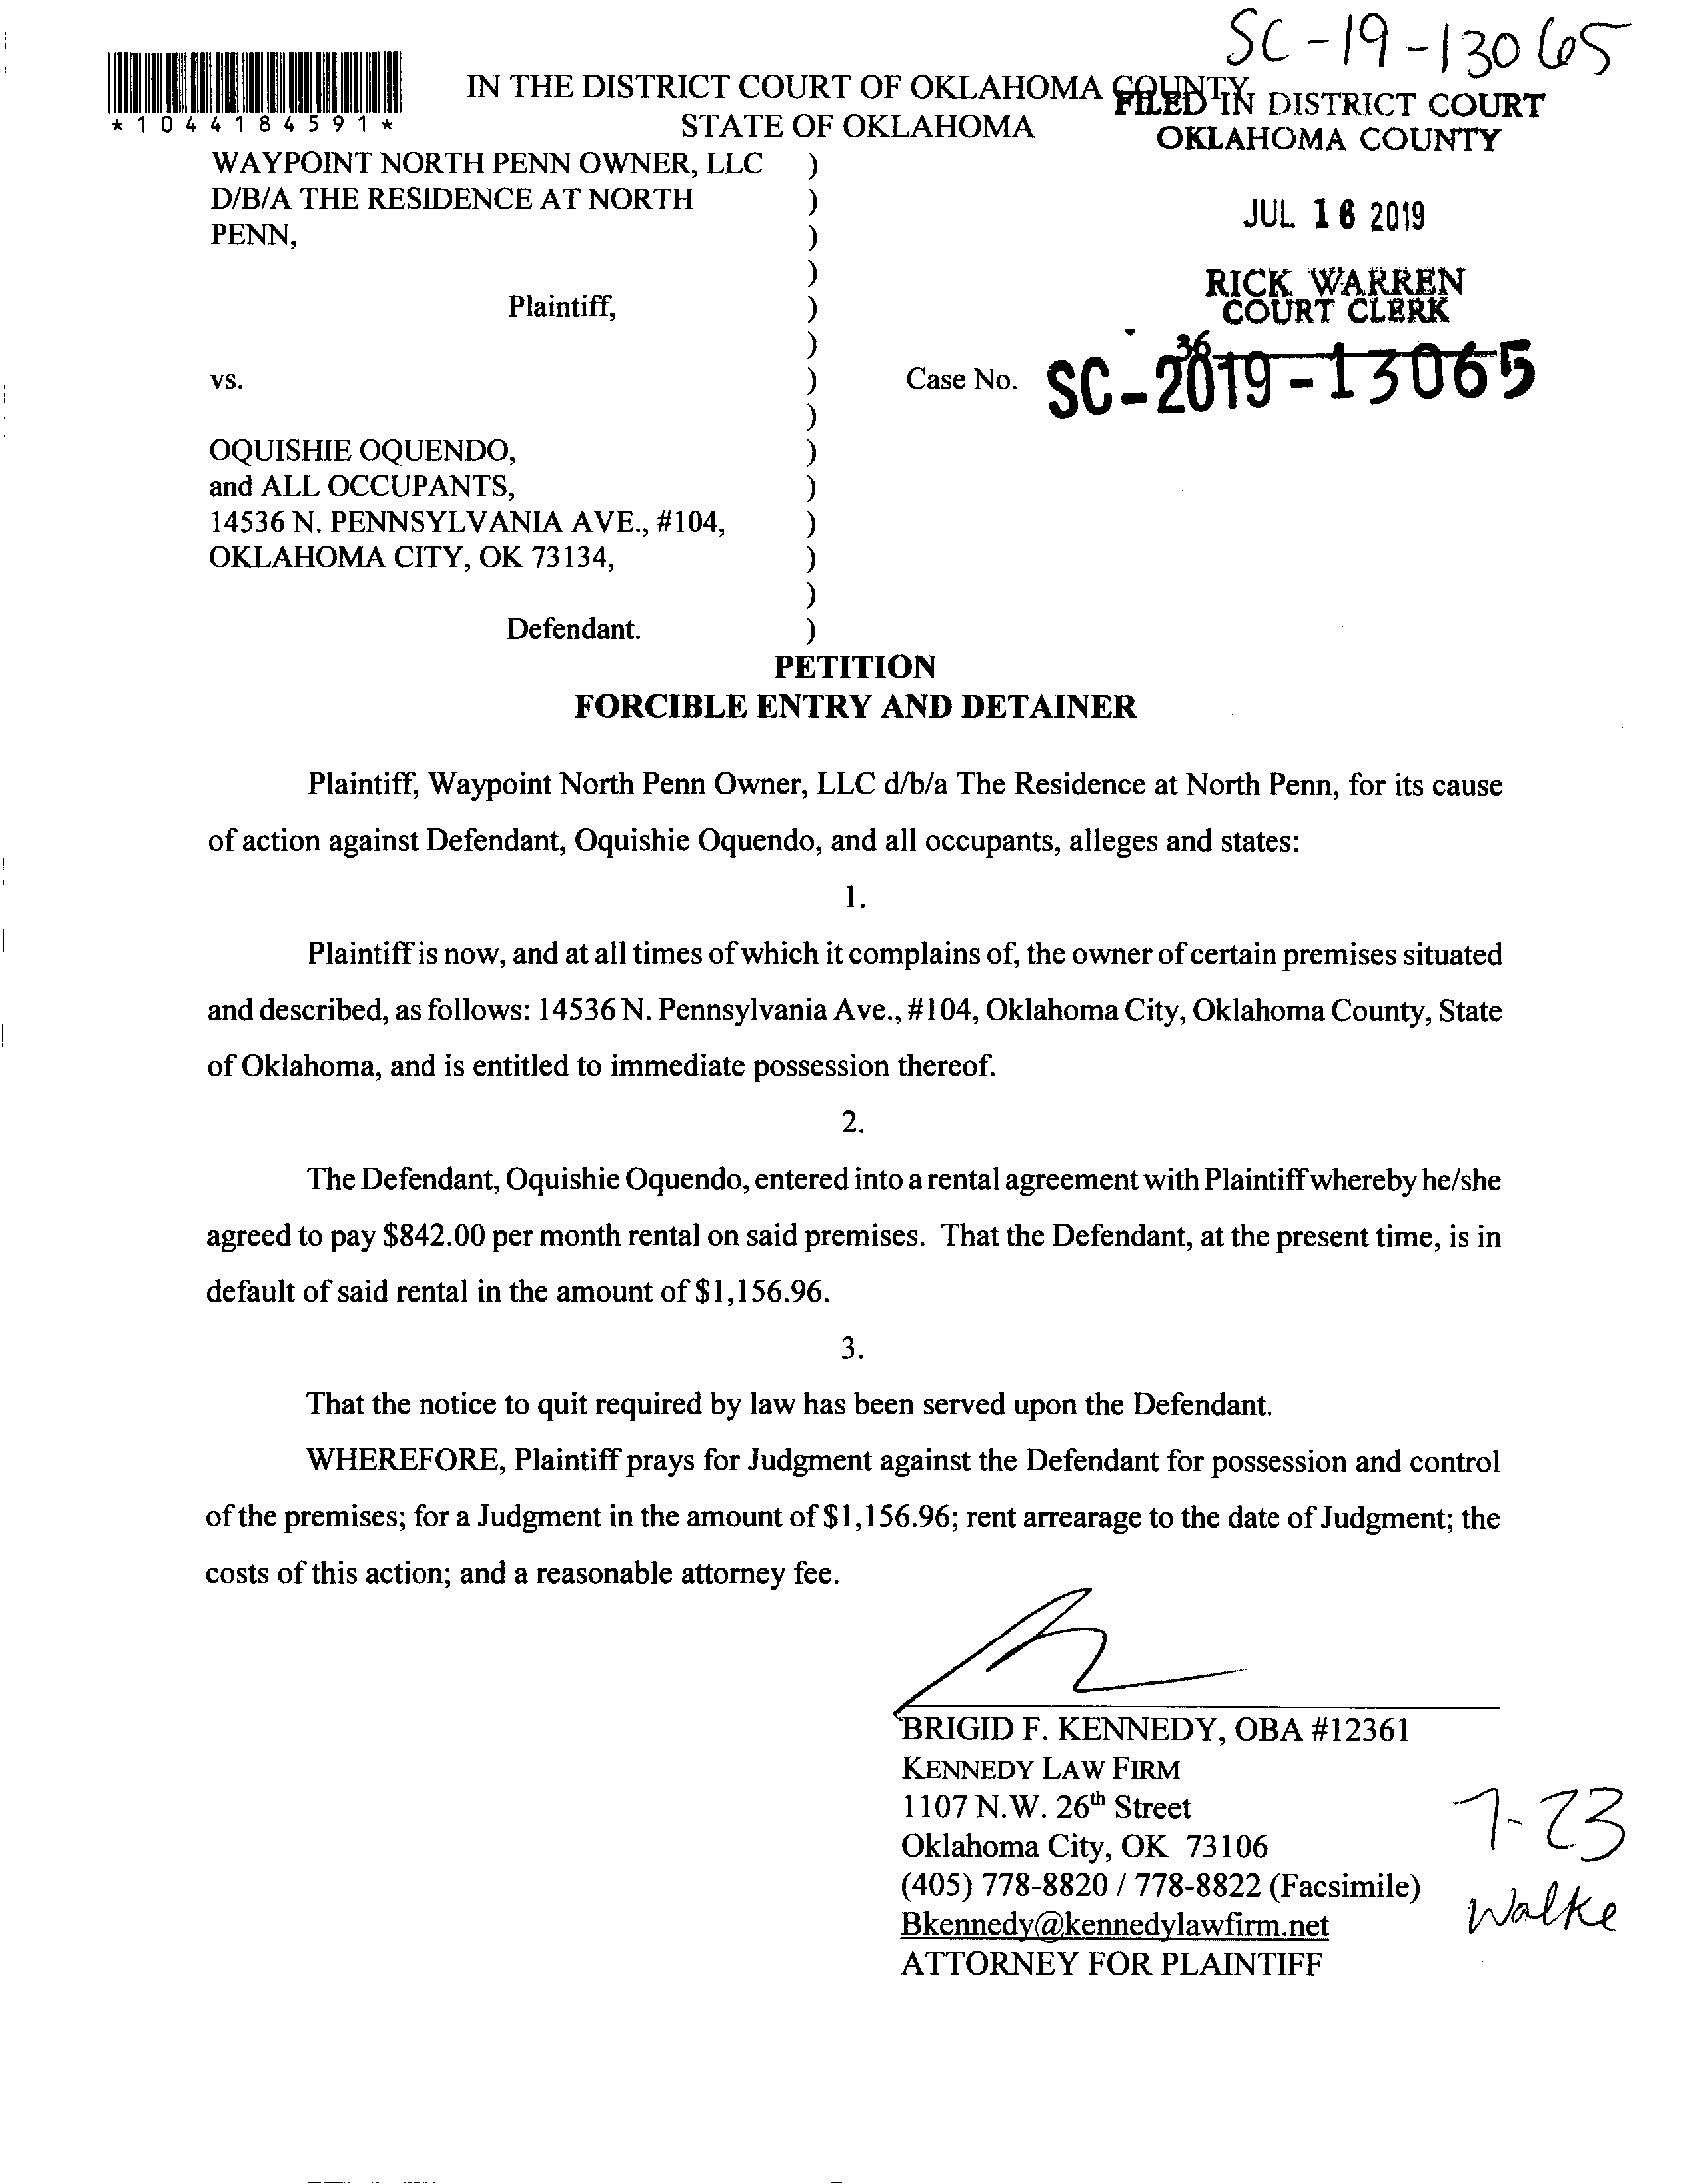 SC-19-13065
*1044184591*
IN THE DISTRICT COURT OF OKLAHOMA COUNTY
STATE OF OKLAHOMA
FILED IN DISTRICT COURT
OKLAHOMA COUNTY
JUL 16 2019
RICK WARREN
COURT CLERK
36
WAYPOINT NORTH PENN OWNER, LLC )
D/B/A THE RESIDENCE AT NORTH )
PENN, )
)
Plaintiff, )
)
vs. ) Case No. SC-2019-13065
)
OQUISHIE OQUENDO, )
and ALL OCCUPANTS, )
14536 N. PENNSYLVANIA AVE., #104, )
OKLAHOMA CITY, OK 73134, )
)
Defendant. )
PETITION
FORCIBLE ENTRY AND DETAINER
Plaintiff, Waypoint North Penn Owner, LLC d/b/a The Residence at North Penn, for its cause
of action against Defendant, Oquishie Oquendo, and all occupants, alleges and states:
1.
Plaintiff is now, and at all times of which it complains of, the owner of certain premises situated
and described, as follows: 14536 N. Pennsylvania Ave., #104, Oklahoma City, Oklahoma County, State
of Oklahoma, and is entitled to immediate possession thereof.
2.
The Defendant, Oquishie Oquendo, entered into a rental agreement with Plaintiff whereby he/she
agreed to pay $842.00 per month rental on said premises. That the Defendant, at the present time, is in
default of said rental in the amount of $1,156.96.
3.
That the notice to quit required by law has been served upon the Defendant.
WHEREFORE, Plaintiff prays for Judgment against the Defendant for possession and control
of the premises; for a Judgment in the amount of $1,156.96; rent arrearage to the date of Judgment; the
costs of this action; and a reasonable attorney fee.
BRIGID F. KENNEDY, OBA #12361
KENNEDY LAW FIRM
1107 N.W. 26th Street
Oklahoma City, OK 73106
(405) 778-8820 / 778-8822 (Facsimile)
Bkennedy@kennedylawfirm.net
ATTORNEY FOR PLAINTIFF
7-23
Walke